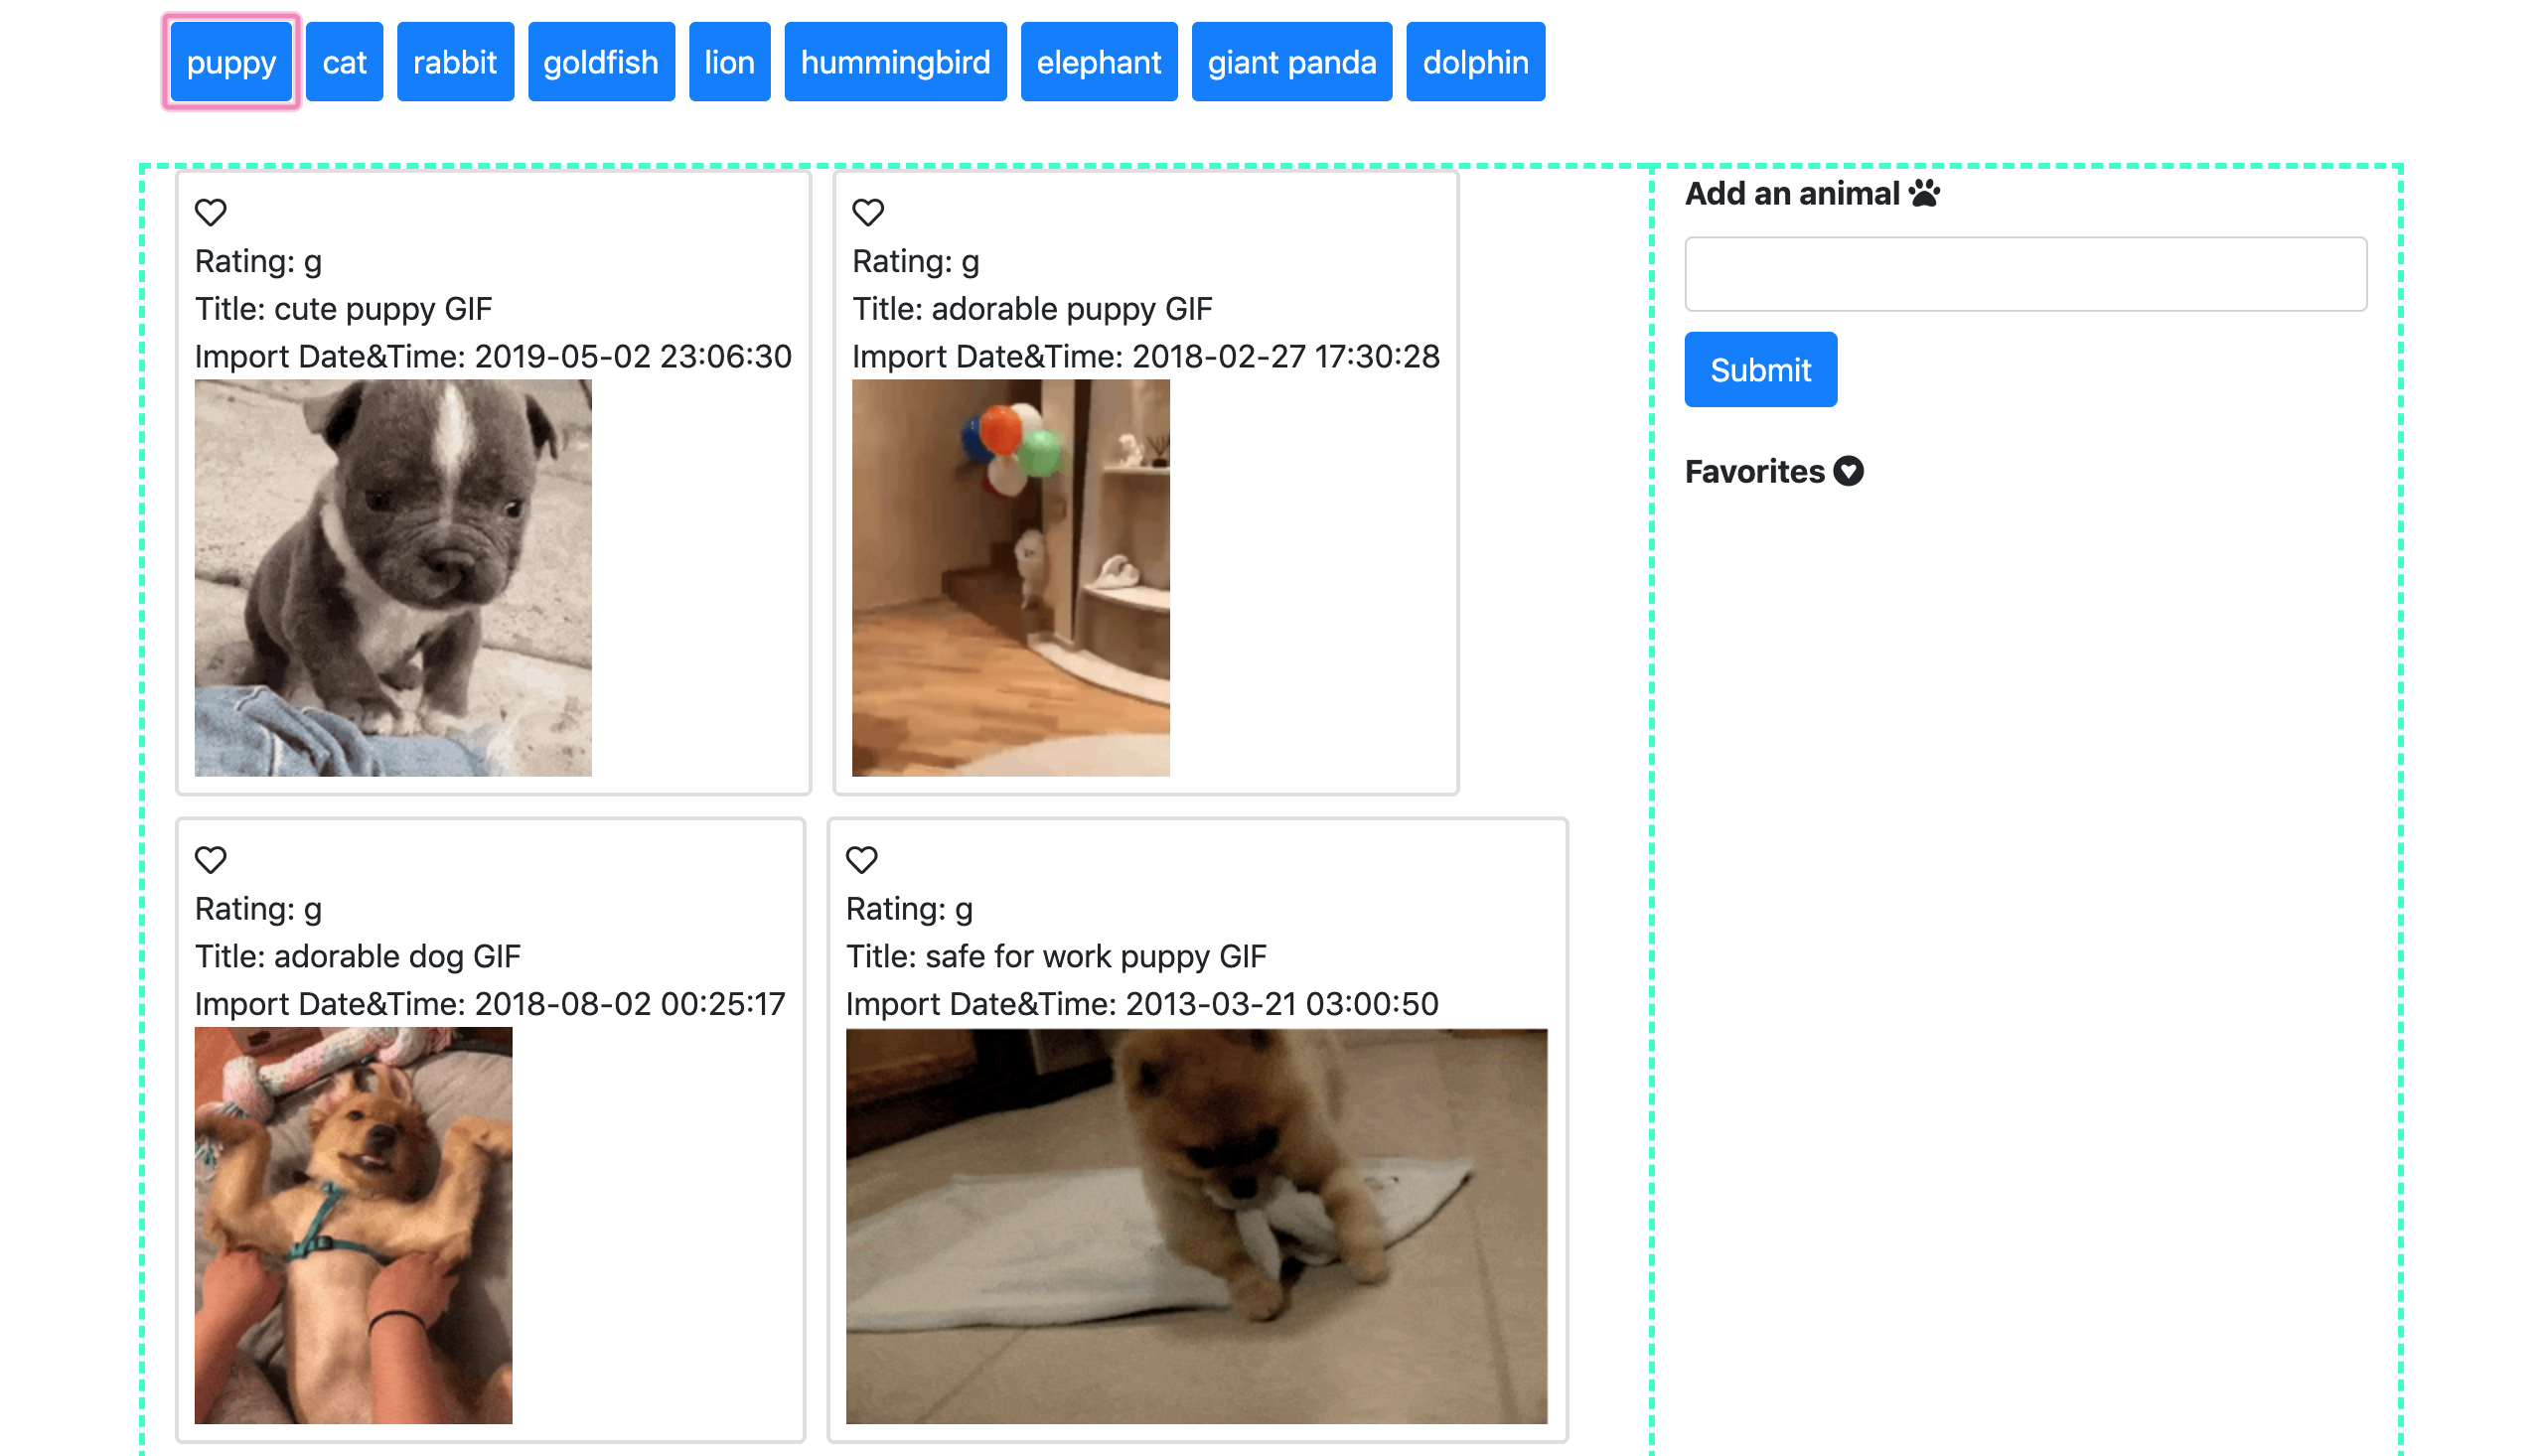 puppy cat rabbit goldfish lion hummingbird elephant giant panda dolphin
Rating: g
Title: cute puppy GIF
Import Date&Time: 2019-05-02 23:06:30
Rating: g
Title: adorable puppy GIF
Import Date&Time: 2018-02-27 17:30:28
Rating: g
Title: adorable dog GIF
Import Date&Time: 2018-08-02 00:25:17
Rating: g
Title: safe for work puppy GIF
Import Date&Time: 2013-03-21 03:00:50
Add an animal
Submit
Favorites